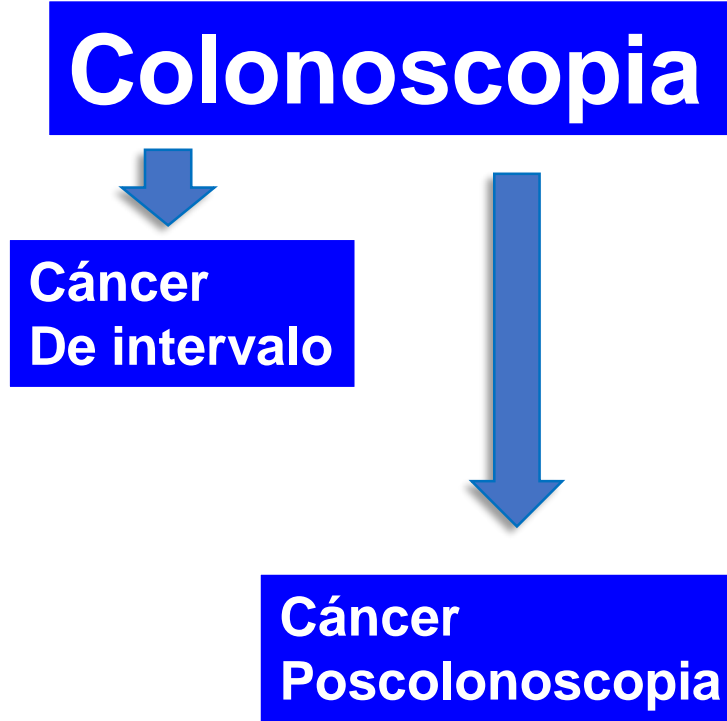 Colonoscopia
Cáncer
De intervalo
Cáncer
Poscolonoscopia